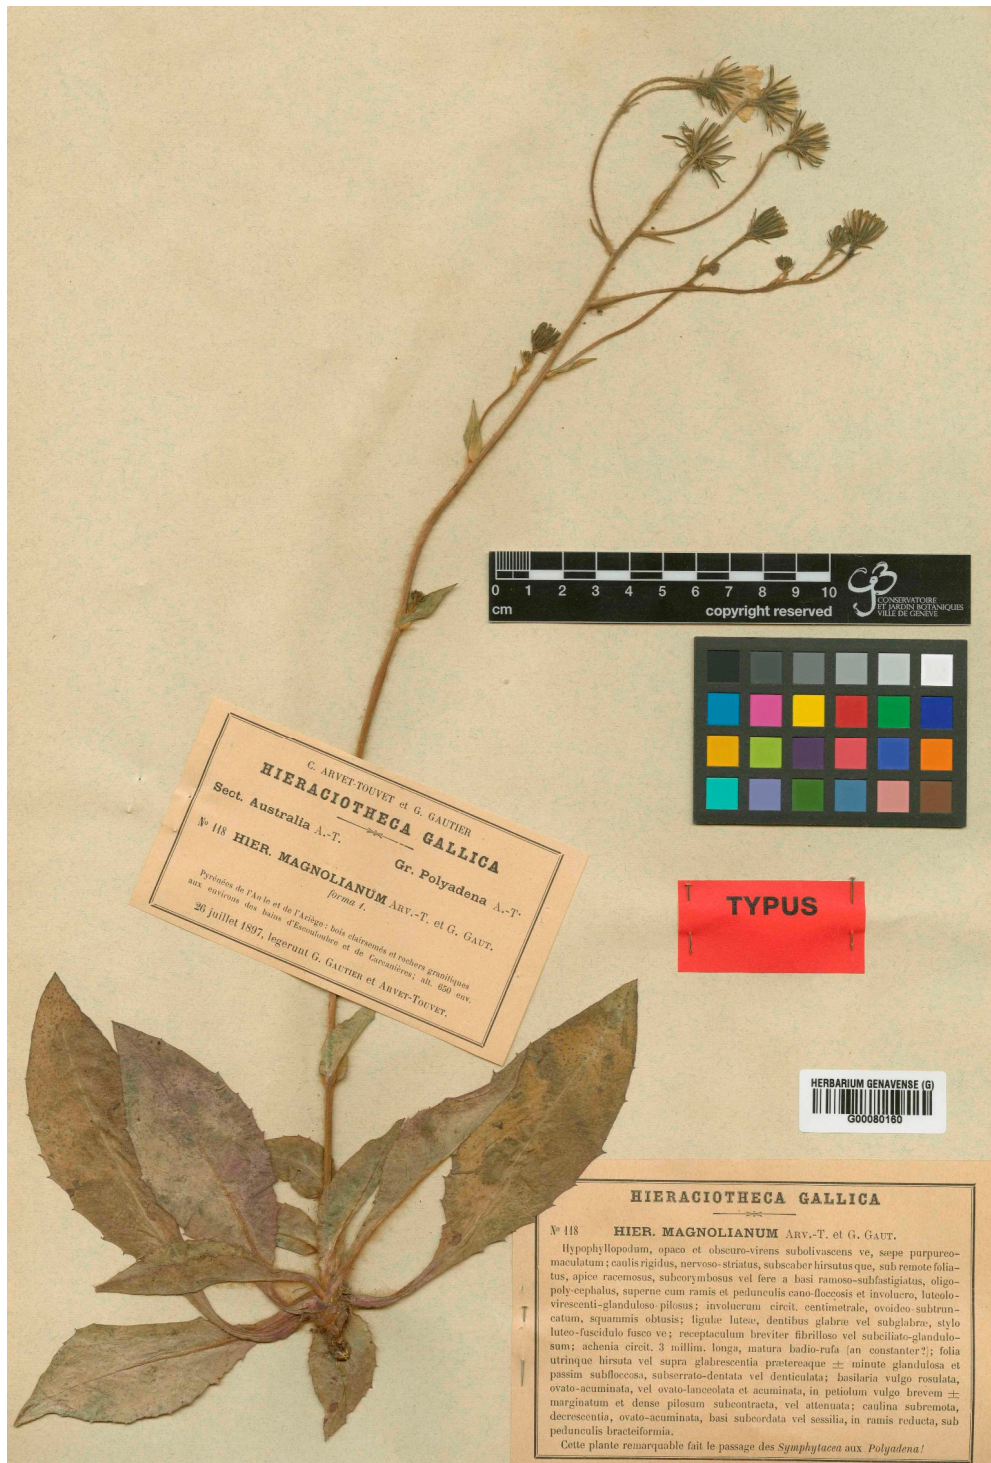 0 1 2 3 4 5 6 7 8 9 10
cm
copyright reserved
CONSERVATOIRE
ET JARDIN BOTANIQUES
VILLE DE GENÈVE
C. ARVET-TOUVET et G. GAUTIER
HIERACIOTHECA GALLICA
Sect. Australia A.-T.
Gr. Polyadena A.-T.
No 118 HIER. MAGNOLIANUM ARV.-T. et G. GAUT.
forma 1.
Pyrénées de l'Aude et de l'Ariège : bois clairsemés et rochers granitiques
aux environs des bains d'Escouloubre et de Carcanières; alt. 650 env.
26 juillet 1897, legerunt G. GAUTIER et ARVET-TOUVET.
TYPUS
HERBARIUM GENAVENSE (G)
G00080160
HIERACIOTHECA GALLICA
No 118 HIER. MAGNOLIANUM ARV.-T. et G. GAUT.
Hypophyllopodum, opaco et obscuro-virens subolivascens ve, sæpe purpureo-
maculatum; caulis rigidus, nervoso-striatus, subscaber hirsutus que, sub remote folia-
tus, apice racemosus, subcorymbosus vel fere a basi ramoso-subfastigiatus, oligo-
poly-cephalus, superne cum ramis et pedunculis cano-floccosis et involucro, luteolo-
virescenti-glanduloso-pilosus; involucrum circit. centimetrale, ovoideo-subtrun-
catum, squammis obtusis; ligulæ luteæ, dentibus glabræ vel subglabræ, stylo
luteo-fuscidulo fusco ve; receptaculum breviter fibrilloso vel subciliato-glandulo-
sum; achenia circit. 3 millim. longa, matura badio-rufa (an constanter?); folia
utrinque hirsuta vel supra glabrescentia prætereaque ± minute glandulosa et
passim subfloccosa, subserrato-dentata vel denticulata; basilaria vulgo rosulata,
ovato-acuminata, vel ovato-lanceolata et acuminata, in petiolum vulgo brevem ±
marginatum et dense pilosum subcontracta, vel attenuata; caulina subremota,
decrescentia, ovato-acuminata, basi subcordata vel sessilia, in ramis reducta, sub
pedunculis bracteiformia.
Cette plante remarquable fait le passage des Symphytacea aux Polyadena!